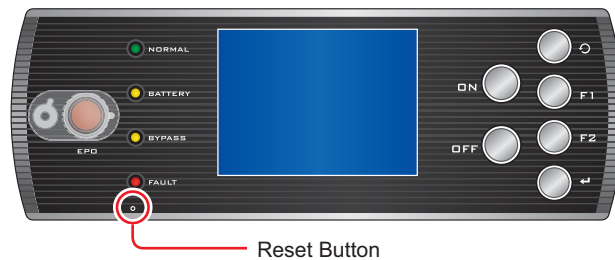 NORMAL
BATTERY
BYPASS
FAULT
EPO
ON
OFF
F1
F2
Reset Button